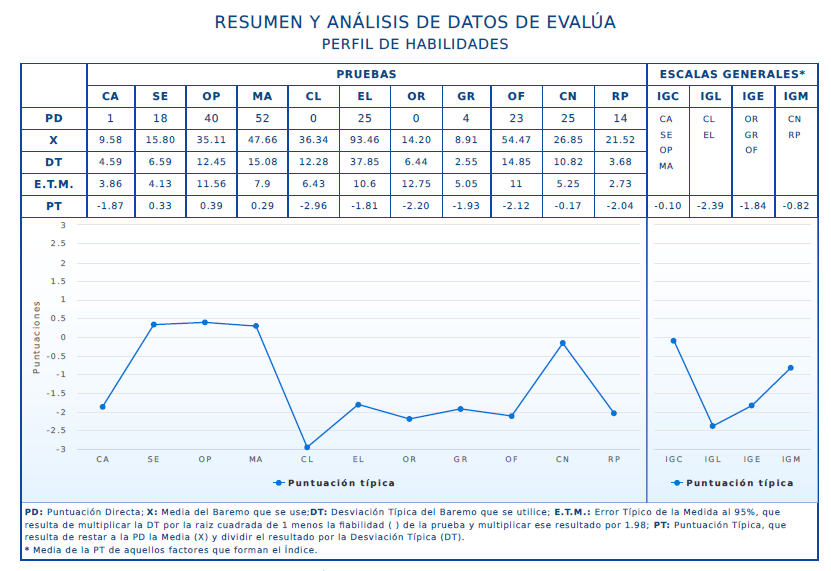 RESUMEN Y ANÁLISIS DE DATOS DE EVALÚA
PERFIL DE HABILIDADES
PRUEBAS ESCALAS GENERALES*
CA SE OP MA CL EL OR GR OF CN RP IGC IGL IGE IGM
PD 1 18 40 52 0 25 0 4 23 25 14 CA CL OR CN
SE EL GR RP
OP OF
MA
X 9.58 15.80 35.11 47.66 36.34 93.46 14.20 8.91 54.47 26.85 21.52
DT 4.59 6.59 12.45 15.08 12.28 37.85 6.44 2.55 14.85 10.82 3.68
E.T.M. 3.86 4.13 11.56 7.9 6.43 10.6 12.75 5.05 11 5.25 2.73
PT -1.87 0.33 0.39 0.29 -2.96 -1.81 -2.20 -1.93 -2.12 -0.17 -2.04 -0.10 -2.39 -1.84 -0.82
Puntuaciones
3
2.5
2
1.5
1
0.5
0
-0.5
-1
-1.5
-2
-2.5
-3
CA SE OP MA CL EL OR GR OF CN RP IGC IGL IGE IGM
Puntuación típica Puntuación típica
PD: Puntuación Directa; X: Media del Baremo que se use;DT: Desviación Típica del Baremo que se utilice; E.T.M.: Error Típico de la Medida al 95%, que
resulta de multiplicar la DT por la raiz cuadrada de 1 menos la fiabilidad ( ) de la prueba y multiplicar ese resultado por 1.98; PT: Puntuación Típica, que
resulta de restar a la PD la Media (X) y dividir el resultado por la Desviación Típica (DT).
* Media de la PT de aquellos factores que forman el Índice.